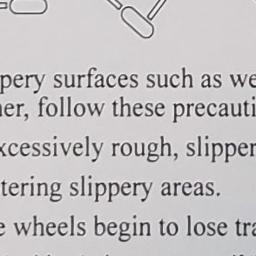 ppery surfaces such as we
er, follow these precauti
xcessively rough, slipper
tering slippery areas.
e wheels begin to lose tra